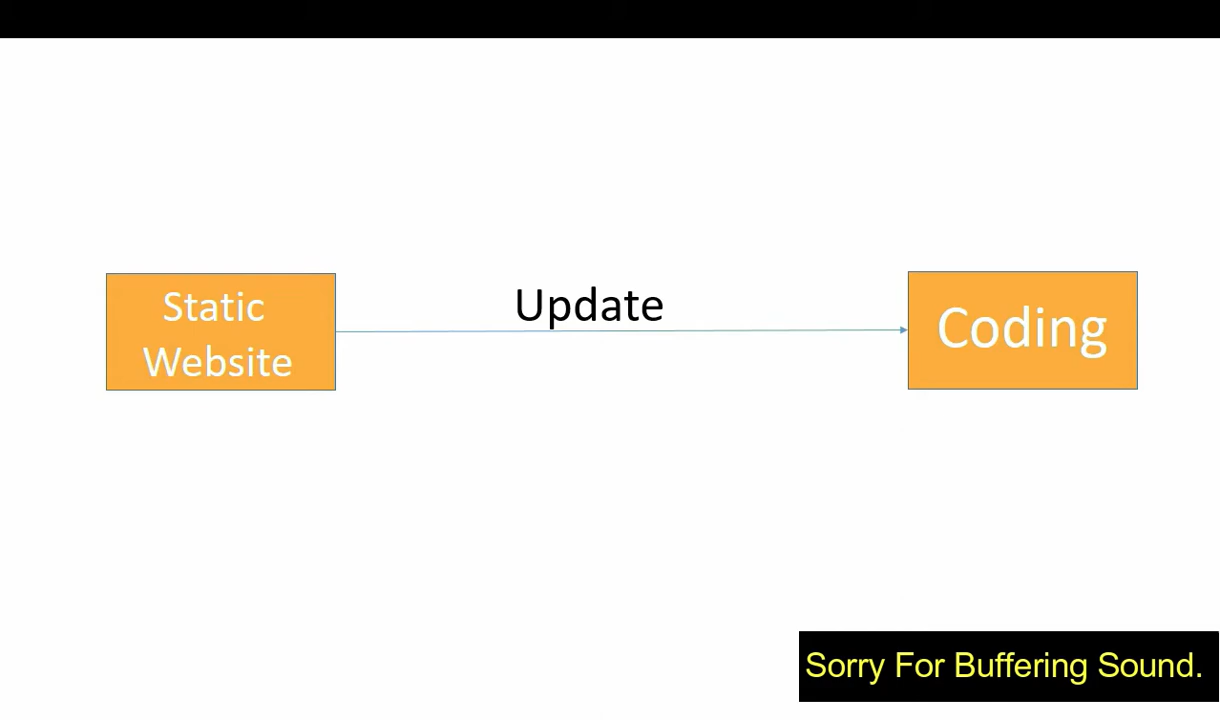 Static
Website
Update
Coding
Sorry For Buffering Sound.